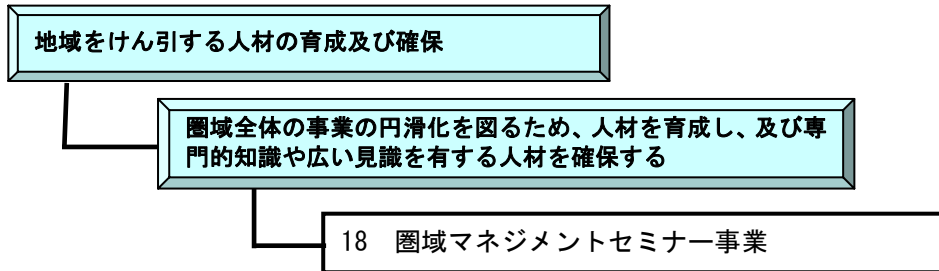 地域をけん引する人材の育成及び確保
圏域全体の事業の円滑化を図るため、人材を育成し、及び専
門的知識や広い見識を有する人材を確保する
18　圏域マネジメントセミナー事業